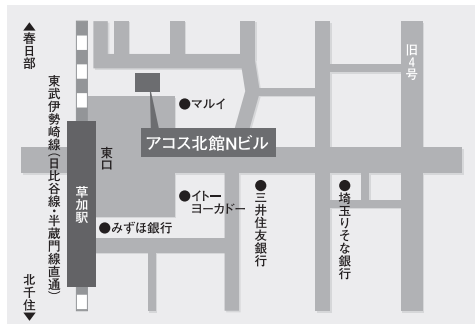 ▲春日部
東武伊勢崎線(日比谷線・半蔵門線直通)
北千住▼
草加駅
東口
●マルイ
アコス北館Nビル
●イトー
ヨーカドー
●みずほ銀行
●三井住友銀行
●埼玉りそな銀行
旧4号